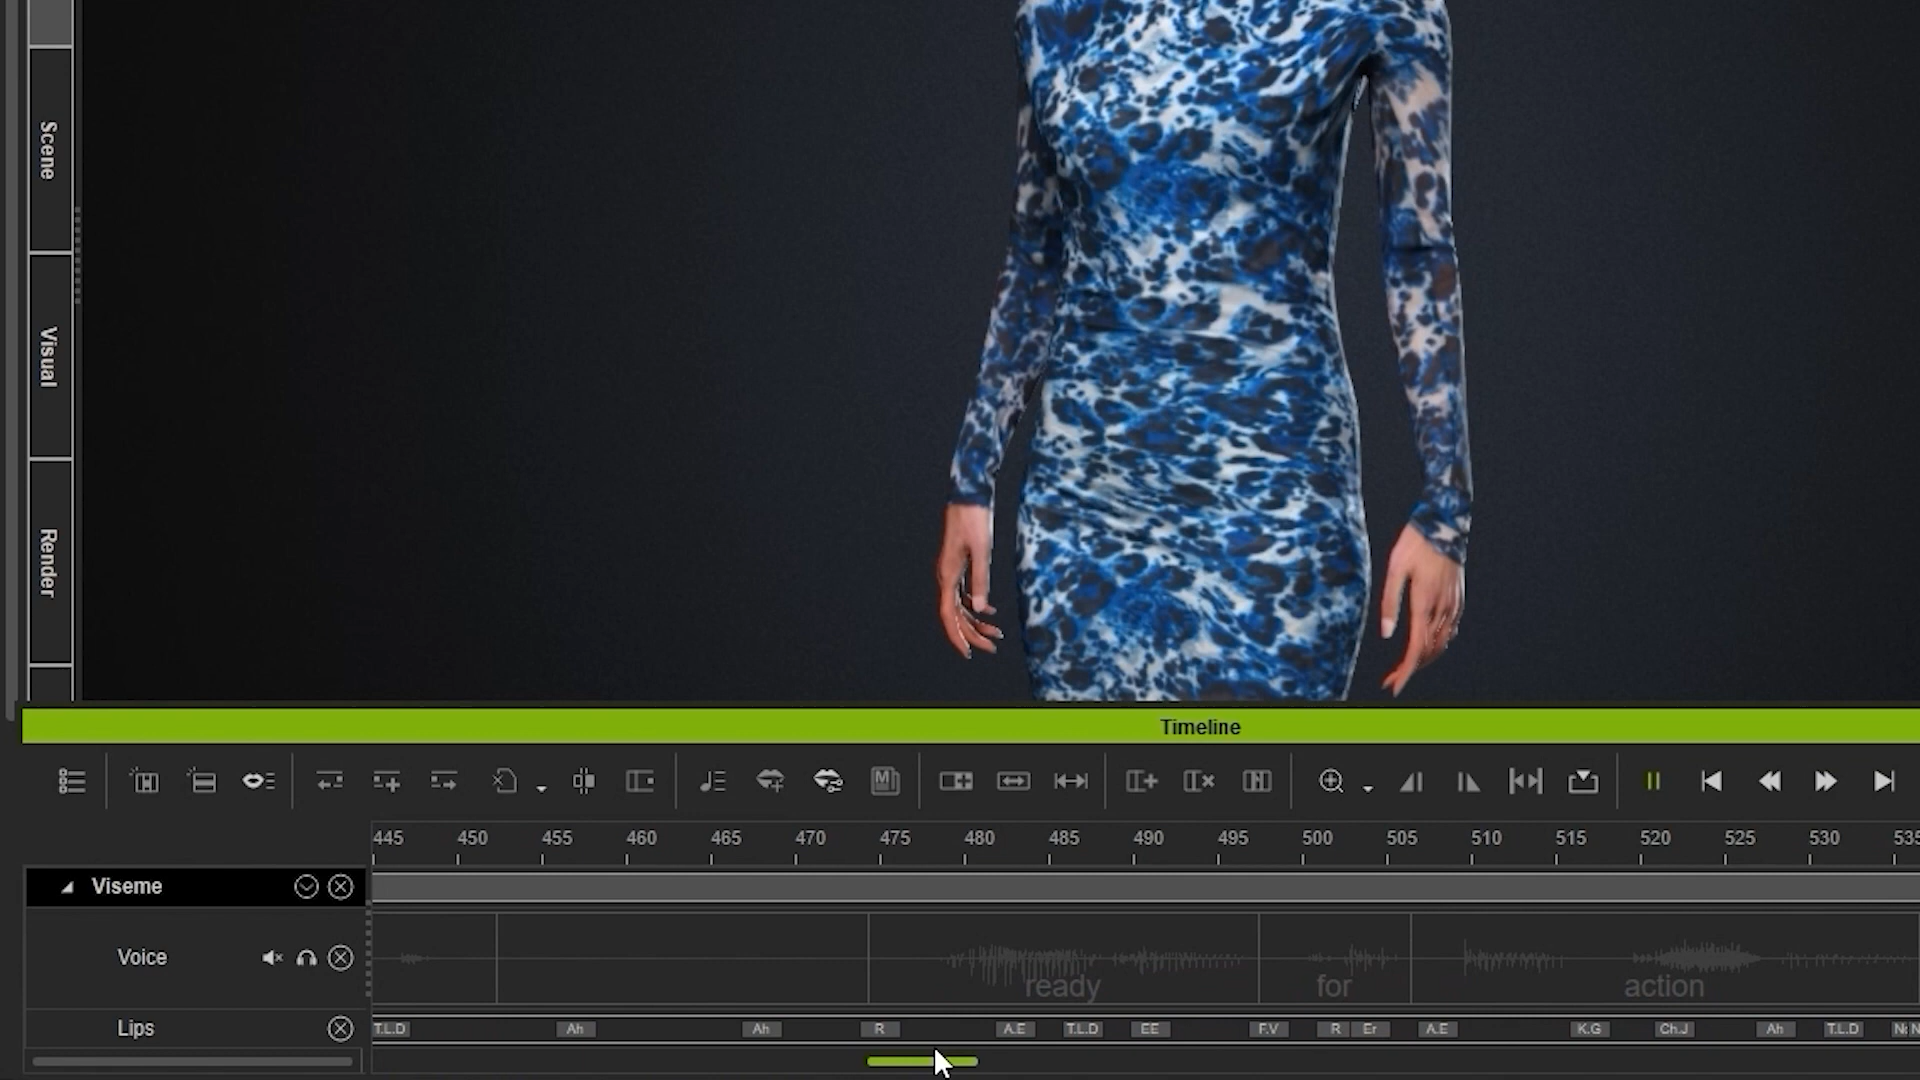 Scene
Visual
Render
Timeline
445 450 455 460 465 470 475 480 485 490 495 500 505 510 515 520 525 530 535
Viseme
Voice
ready for action
Lips
T.L.D Ah Ah R A.E T.L.D EE F.V R Er A.E K.G Ch.J Ah T.L.D